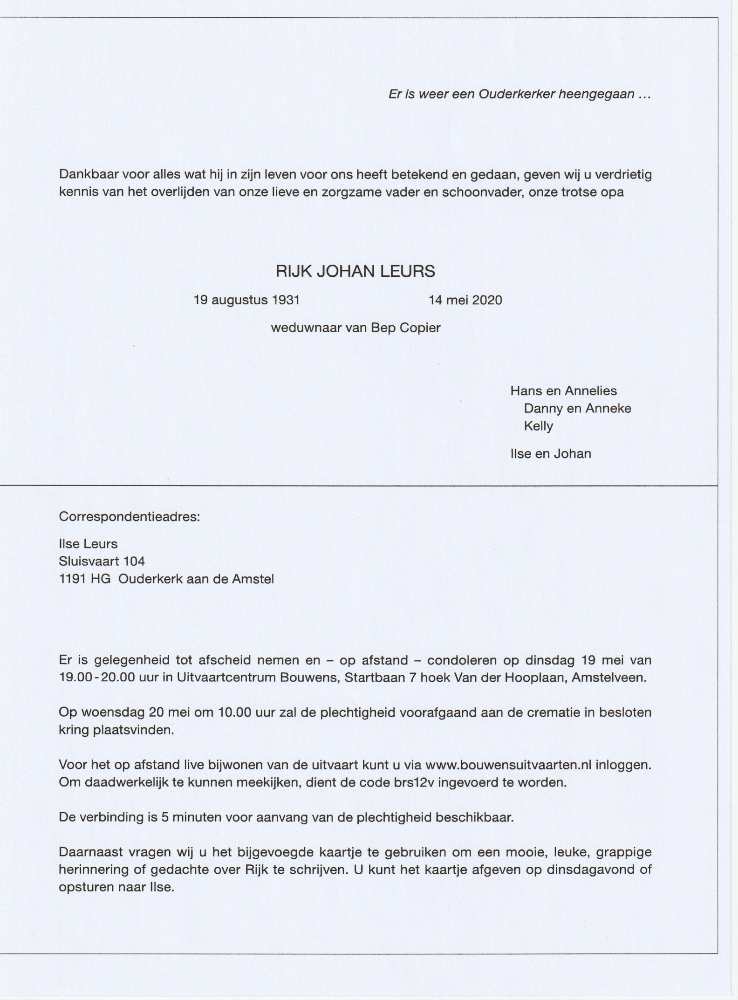 Er is weer een Ouderkerker heengegaan ...
Dankbaar voor alles wat hij in zijn leven voor ons heeft betekend en gedaan, geven wij u verdrietig
kennis van het overlijden van onze lieve en zorgzame vader en schoonvader, onze trotse opa
RIJK JOHAN LEURS
19 augustus 1931 14 mei 2020
weduwnaar van Bep Copier
Hans en Annelies
Danny en Anneke
Kelly
Ilse en Johan
Correspondentieadres:
Ilse Leurs
Sluisvaart 104
1191 HG Ouderkerk aan de Amstel
Er is gelegenheid tot afscheid nemen en – op afstand – condoleren op dinsdag 19 mei van
19.00-20.00 uur in Uitvaartcentrum Bouwens, Startbaan 7 hoek Van der Hooplaan, Amstelveen.
Op woensdag 20 mei om 10.00 uur zal de plechtigheid voorafgaand aan de crematie in besloten
kring plaatsvinden.
Voor het op afstand live bijwonen van de uitvaart kunt u via www.bouwensuitvaarten.nl inloggen.
Om daadwerkelijk te kunnen meekijken, dient de code brs12v ingevoerd te worden.
De verbinding is 5 minuten voor aanvang van de plechtigheid beschikbaar.
Daarnaast vragen wij u het bijgevoegde kaartje te gebruiken om een mooie, leuke, grappige
herinnering of gedachte over Rijk te schrijven. U kunt het kaartje afgeven op dinsdagavond of
opsturen naar Ilse.